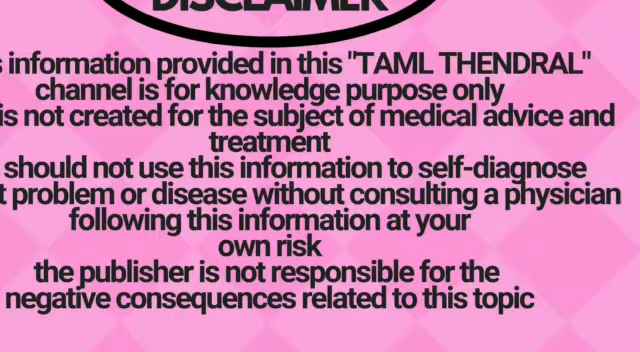 DISCLAIMER
information provided in this "TAML THENDRAL"
channel is for knowledge purpose only
is not created for the subject of medical advice and
treatment
should not use this information to self-diagnose
problem or disease without consulting a physician
following this information at your
own risk
the publisher is not responsible for the
negative consequences related to this topic